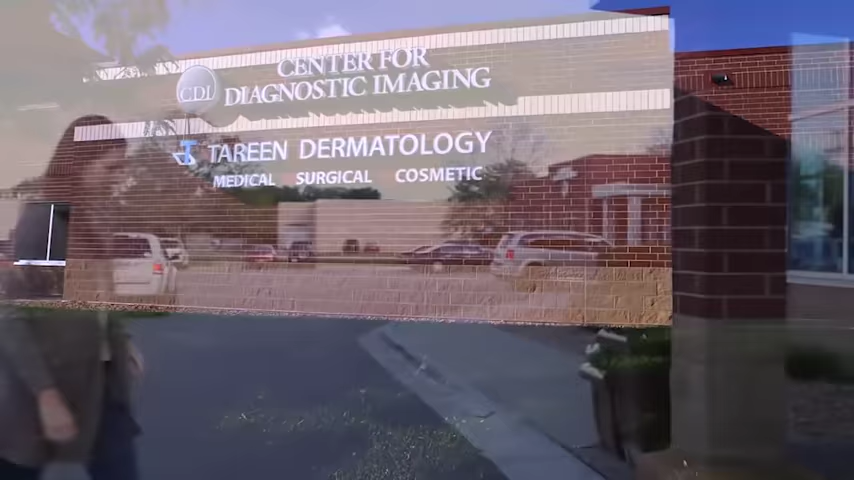 CDI
CENTER FOR
DIAGNOSTIC IMAGING
TAREEN DERMATOLOGY
MEDICAL SURGICAL COSMETIC